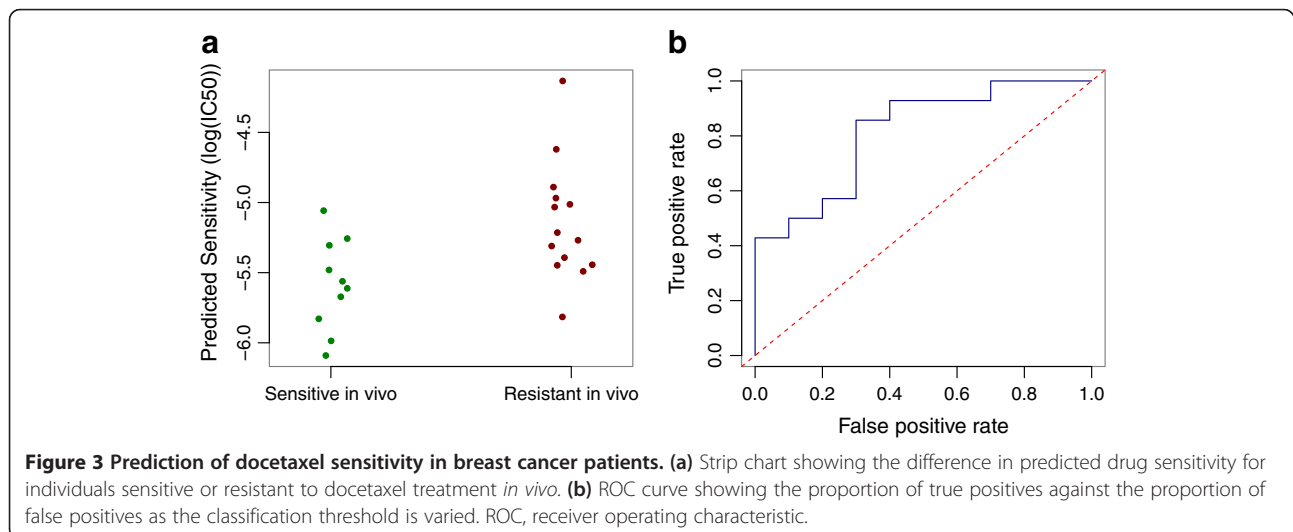 a
b
Predicted Sensitivity (log(IC50))
−4.5
−5.0
−5.5
−6.0
Sensitive in vivo
Resistant in vivo
True positive rate
1.0
0.8
0.6
0.4
0.2
0.0
0.0 0.2 0.4 0.6 0.8 1.0
False positive rate
Figure 3 Prediction of docetaxel sensitivity in breast cancer patients. (a) Strip chart showing the difference in predicted drug sensitivity for
individuals sensitive or resistant to docetaxel treatment in vivo. (b) ROC curve showing the proportion of true positives against the proportion of
false positives as the classification threshold is varied. ROC, receiver operating characteristic.